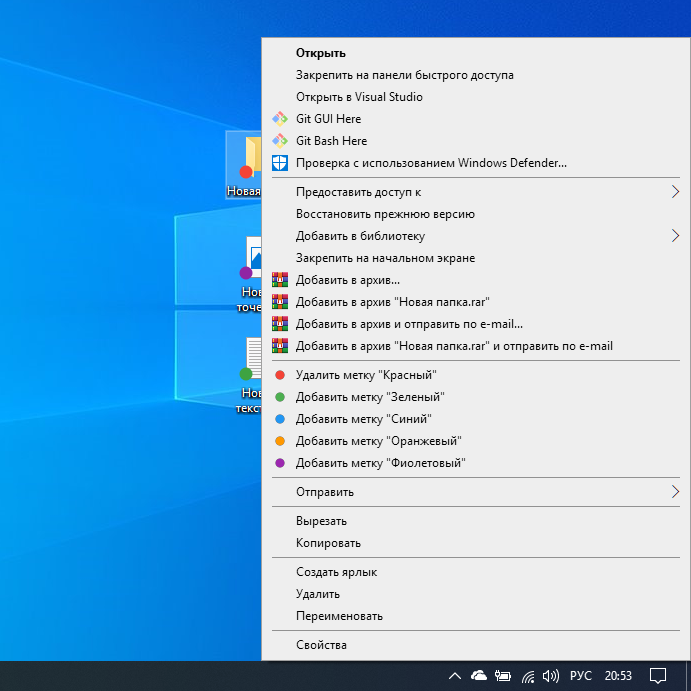 Открыть
Закрепить на панели быстрого доступа
Открыть в Visual Studio
Git GUI Here
Git Bash Here
Проверка с использованием Windows Defender...
Новая
Предоставить доступ к
Восстановить прежнюю версию
Добавить в библиотеку
Закрепить на начальном экране
Добавить в архив...
Нов
точе
Добавить в архив "Новая папка.rar"
Добавить в архив и отправить по e-mail...
Добавить в архив "Новая папка.rar" и отправить по e-mail
Удалить метку "Красный"
Добавить метку "Зеленый"
Нов
текст
Добавить метку "Синий"
Добавить метку "Оранжевый"
Добавить метку "Фиолетовый"
Отправить
Вырезать
Копировать
Создать ярлык
Удалить
Переименовать
Свойства
РУС 20:53